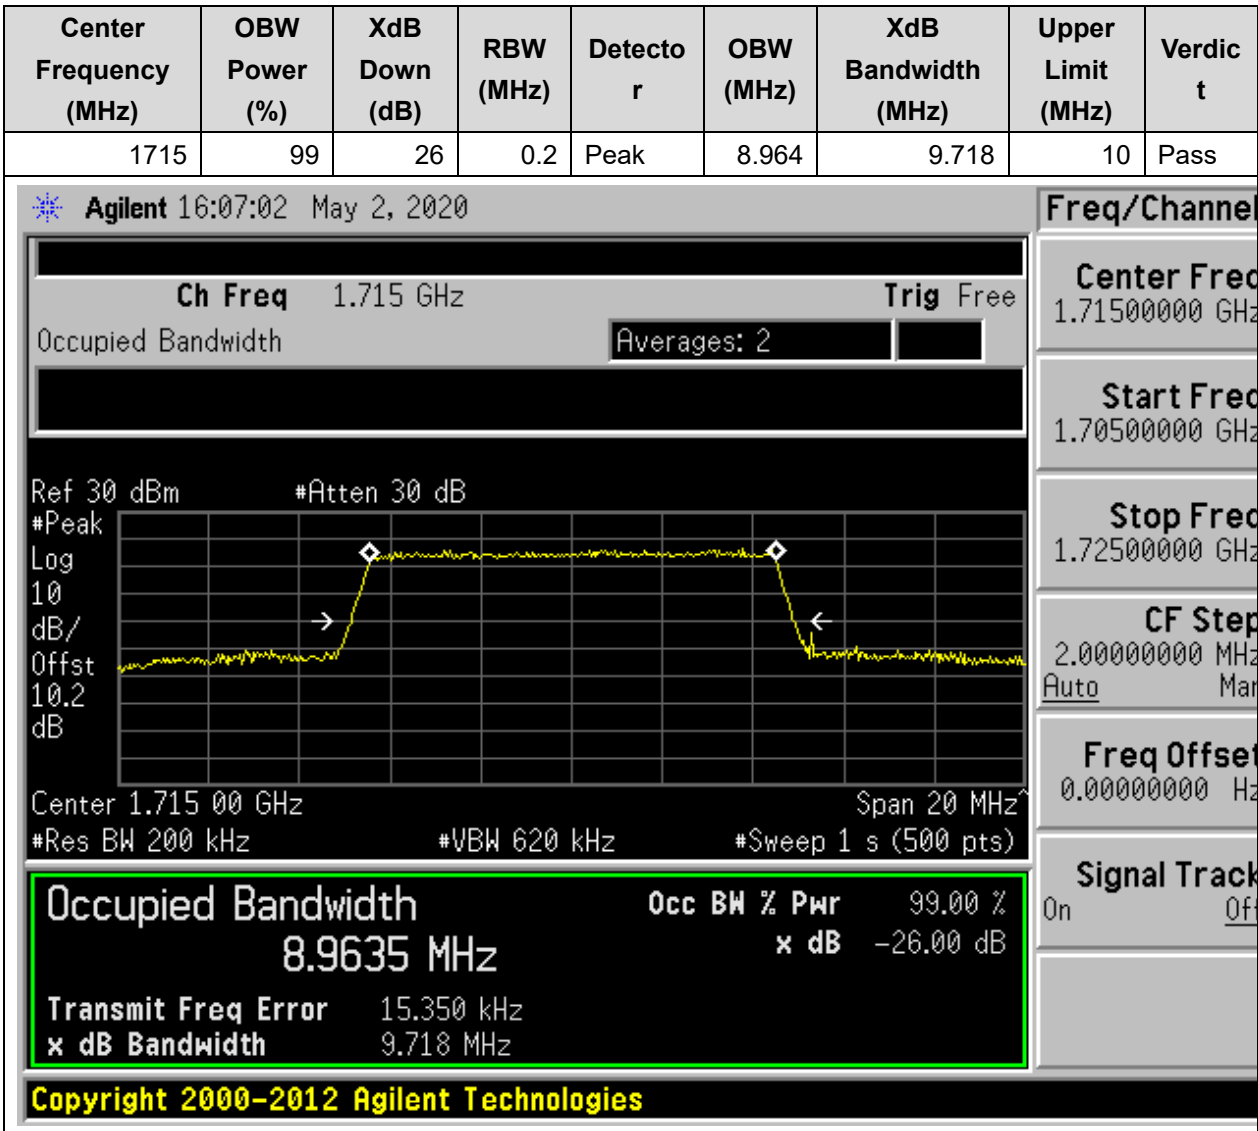 Center Frequency (MHz) OBW Power (%) XdB Down (dB) RBW (MHz) Detecto r OBW (MHz) XdB Bandwidth (MHz) Upper Limit (MHz) Verdic t
1715 99 26 0.2 Peak 8.964 9.718 10 Pass
Agilent 16:07:02 May 2, 2020
Freq/Channel
Ch Freq 1.715 GHz Trig Free
Occupied Bandwidth Averages: 2
Center Freq
1.71500000 GHz
Start Freq
1.70500000 GHz
Stop Freq
1.72500000 GHz
CF Step
2.00000000 MHz
Auto Man
Freq Offset
0.00000000 Hz
Signal Track
On Off
Ref 30 dBm #Atten 30 dB
#Peak
Log
10
dB/
Offst
10.2
dB
Center 1.715 00 GHz Span 20 MHz^
#Res BW 200 kHz #VBW 620 kHz #Sweep 1 s (500 pts)
Occupied Bandwidth Occ BW % Pwr 99.00 %
8.9635 MHz x dB -26.00 dB
Transmit Freq Error 15.350 kHz
x dB Bandwidth 9.718 MHz
Copyright 2000-2012 Agilent Technologies